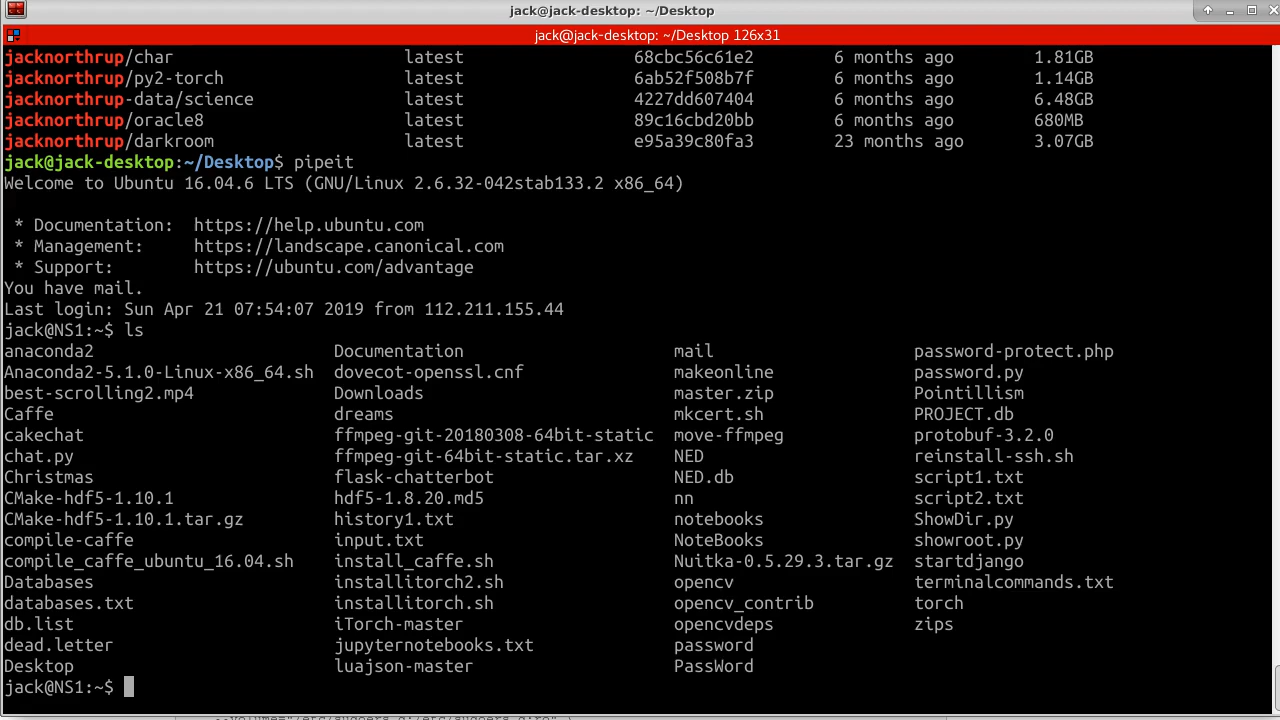 jack@jack-desktop: ~/Desktop
jack@jack-desktop: ~/Desktop 126x31
jacknorthrup/char latest 68cbc56c61e2 6 months ago 1.81GB
jacknorthrup/py2-torch latest 6ab52f508b7f 6 months ago 1.14GB
jacknorthrup-data/science latest 4227dd607404 6 months ago 6.48GB
jacknorthrup/oracle8 latest 89c16cbd20bb 6 months ago 680MB
jacknorthrup/darkroom latest e95a39c80fa3 23 months ago 3.07GB
jack@jack-desktop:~/Desktop$ pipeit
Welcome to Ubuntu 16.04.6 LTS (GNU/Linux 2.6.32-042stab133.2 x86_64)
* Documentation: https://help.ubuntu.com
* Management: https://landscape.canonical.com
* Support: https://ubuntu.com/advantage
You have mail.
Last login: Sun Apr 21 07:54:07 2019 from 112.211.155.44
jack@NS1:~$ ls
anaconda2 Documentation mail password-protect.php
Anaconda2-5.1.0-Linux-x86_64.sh dovecot-openssl.cnf makeonline password.py
best-scrolling2.mp4 Downloads master.zip Pointillism
Caffe dreams mkcert.sh PROJECT.db
cakechat ffmpeg-git-20180308-64bit-static move-ffmpeg protobuf-3.2.0
chat.py ffmpeg-git-64bit-static.tar.xz NED reinstall-ssh.sh
Christmas flask-chatterbot NED.db script1.txt
CMake-hdf5-1.10.1 hdf5-1.8.20.md5 nn script2.txt
CMake-hdf5-1.10.1.tar.gz history1.txt notebooks ShowDir.py
compile-caffe input.txt NoteBooks showroot.py
compile_caffe_ubuntu_16.04.sh install_caffe.sh Nuitka-0.5.29.3.tar.gz startdjango
Databases installitorch2.sh opencv terminalcommands.txt
databases.txt installitorch.sh opencv_contrib torch
db.list iTorch-master opencvdeps zips
dead.letter jupyternotebooks.txt password
Desktop luajson-master PassWord
jack@NS1:~$